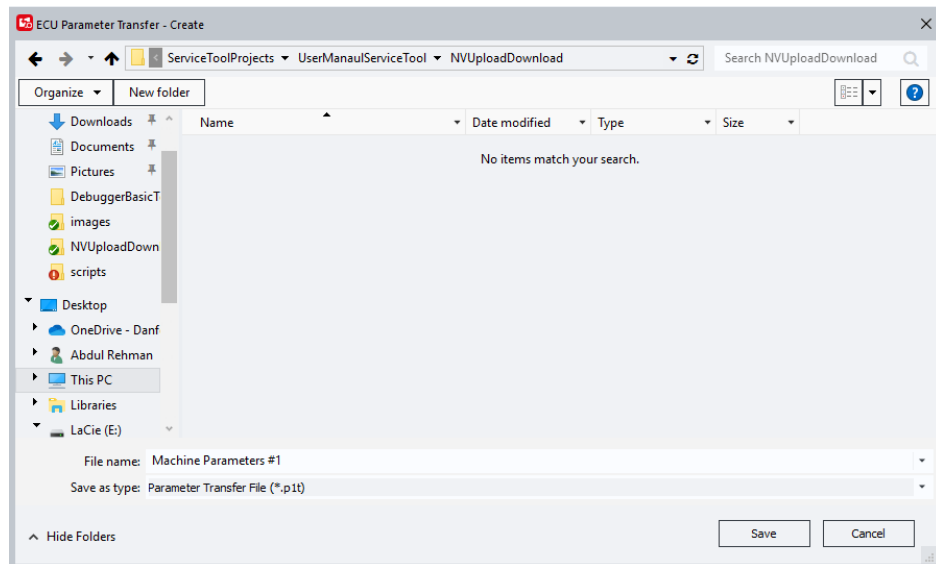 ECU Parameter Transfer - Create
ServiceToolProjects UserManaulServiceTool NVUploadDownload Search NVUploadDownload
Organize New folder
Name Date modified Type Size
No items match your search.
Downloads
Documents
Pictures
DebuggerBasicT
images
NVUploadDown
scripts
Desktop
OneDrive - Danf
Abdul Rehman
This PC
Libraries
LaCie (E:)
File name: Machine Parameters #1
Save as type: Parameter Transfer File (*.p1t)
Hide Folders Save Cancel